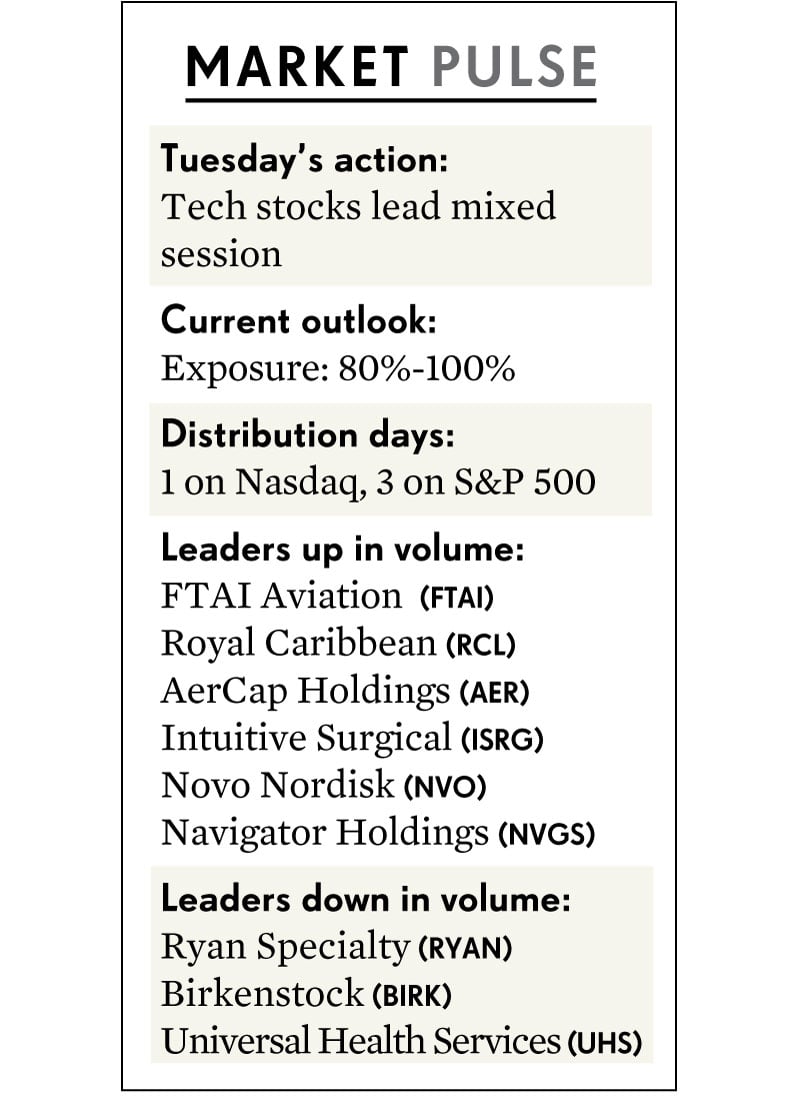 MARKET PULSE
Tuesday's action:
Tech stocks lead mixed
session
Current outlook:
Exposure: 80%-100%
Distribution days:
1 on Nasdaq, 3 on S&P 500
Leaders up in volume:
FTAI Aviation (FTAI)
Royal Caribbean (RCL)
AerCap Holdings (AER)
Intuitive Surgical (ISRG)
Novo Nordisk (NVO)
Navigator Holdings (NVGS)
Leaders down in volume:
Ryan Specialty (RYAN)
Birkenstock (BIRK)
Universal Health Services (UHS)